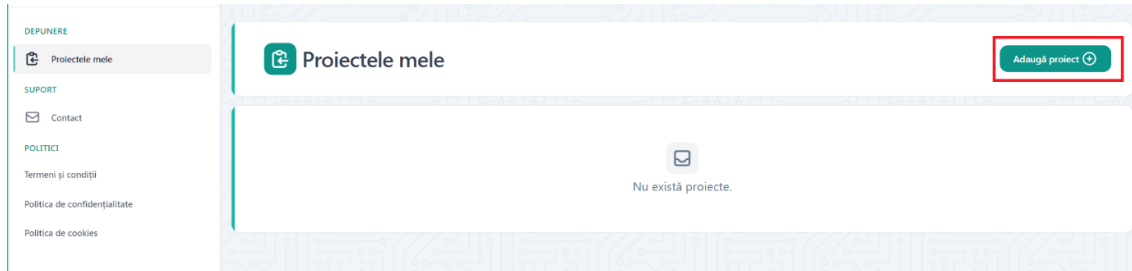 DEPUNERE
Proiectele mele
SUPORT
Contact
POLITICI
Termeni și condiții
Politica de confidențialitate
Politica de cookies
Proiectele mele
Adaugă proiect
Nu există proiecte.